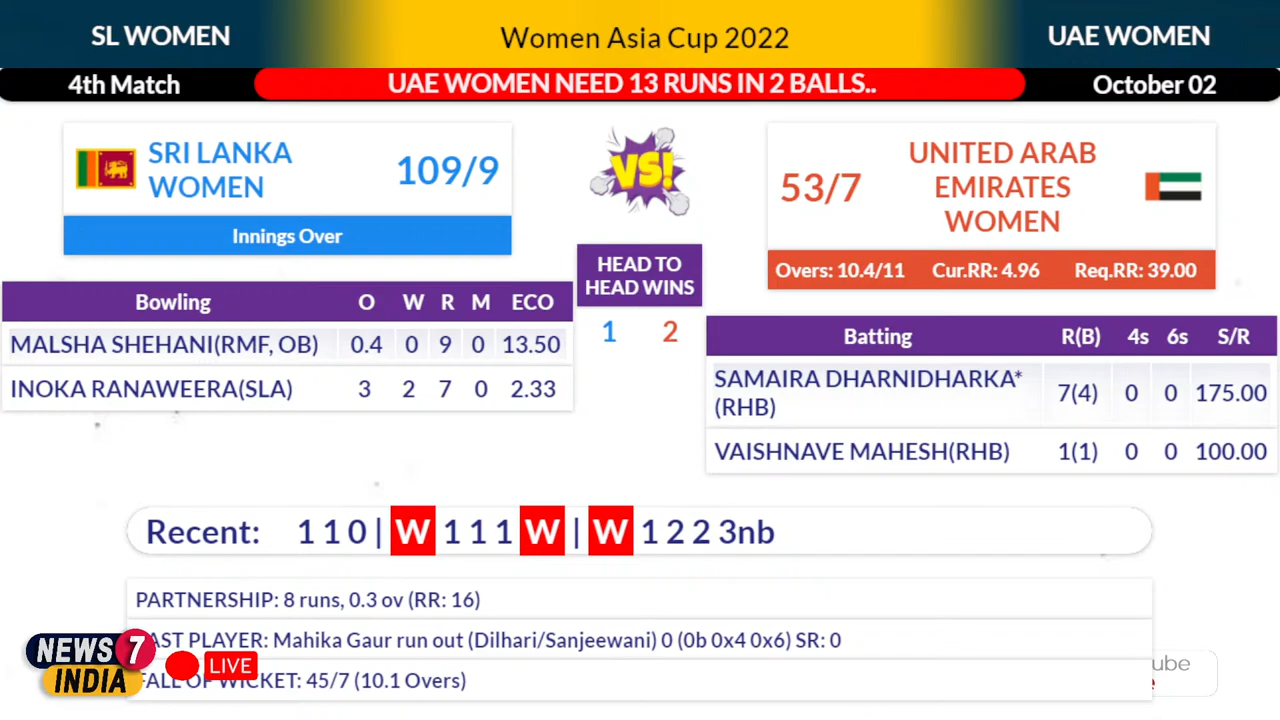 SL WOMEN
Women Asia Cup 2022
UAE WOMEN
4th Match
UAE WOMEN NEED 13 RUNS IN 2 BALLS..
October 02
SRI LANKA
WOMEN
109/9
Innings Over
VS!
53/7
UNITED ARAB
EMIRATES
WOMEN
Overs: 10.4/11 Cur.RR: 4.96 Req.RR: 39.00
HEAD TO
HEAD WINS
1 2
Bowling O W R M ECO
MALSHA SHEHANI(RMF, OB) 0.4 0 9 0 13.50
INOKA RANAWEERA(SLA) 3 2 7 0 2.33
Batting R(B) 4s 6s S/R
SAMAIRA DHARNIDHARKA*
(RHB) 7(4) 0 0 175.00
VAISHNAVE MAHESH(RHB) 1(1) 0 0 100.00
Recent: 1 1 0 | W 1 1 1 W | W 1 2 2 3nb
PARTNERSHIP: 8 runs, 0.3 ov (RR: 16)
AST PLAYER: Mahika Gaur run out (Dilhari/Sanjeewani) 0 (0b 0x4 0x6) SR: 0
FALL OF WICKET: 45/7 (10.1 Overs)
NEWS 7
INDIA
LIVE
ube